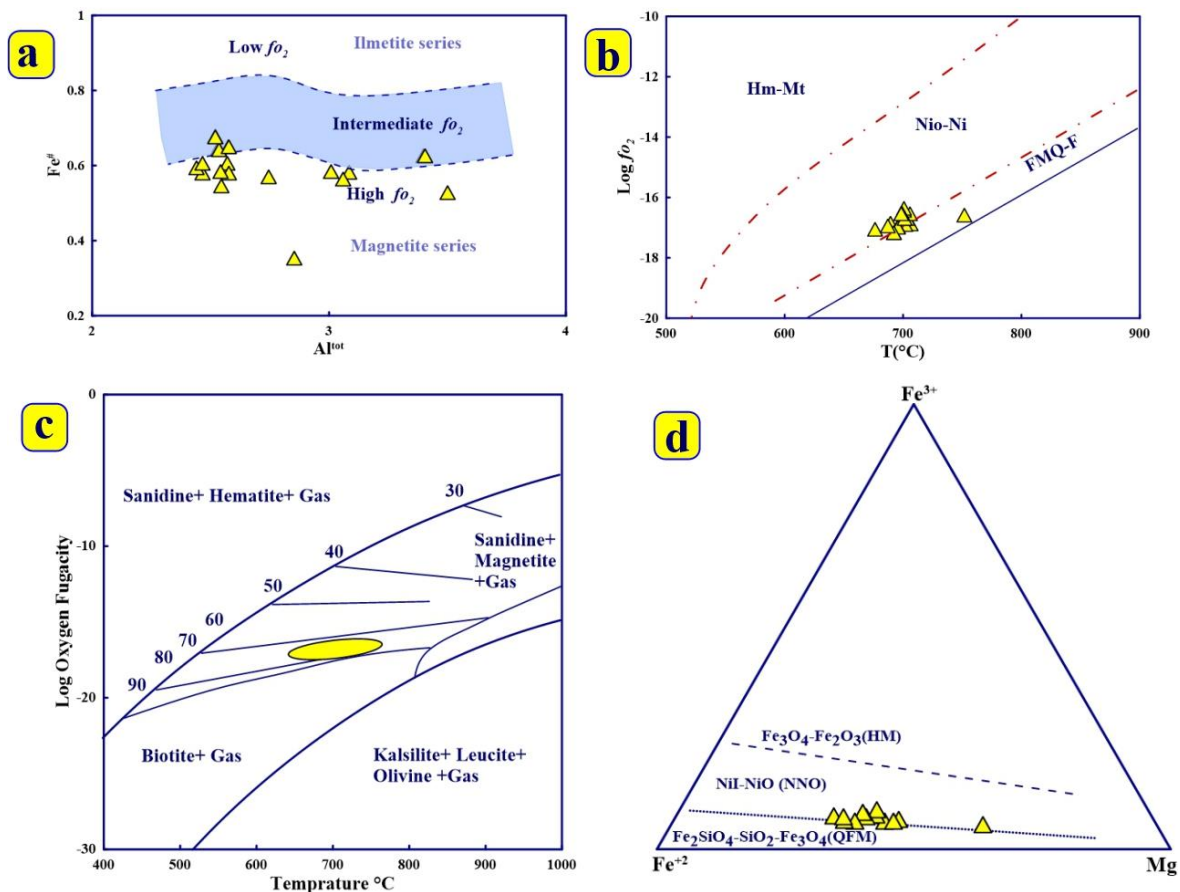 a
1
0.8
0.6
0.4
0.2
Fe#
Low fo2
Ilmetite series
Intermediate fo2
High fo2
Magnetite series
2
3
4
Al^tot
b
-10
-12
-14
-16
-18
-20
Log fo2
Hm-Mt
Nio-Ni
FMQ-F
500
600
700
800
900
T(°C)
c
0
-10
-20
-30
Log Oxygen Fugacity
Sanidine+ Hematite+ Gas
30
40
50
60
70
80
90
Sanidine+
Magnetite
+Gas
Biotite+ Gas
Kalsilite+ Leucite+
Olivine +Gas
400
500
600
700
800
900
1000
Temprature °C
d
Fe3+
Fe3O4-Fe2O3(HM)
NiI-NiO (NNO)
Fe2SiO4-SiO2-Fe3O4(QFM)
Fe+2
Mg